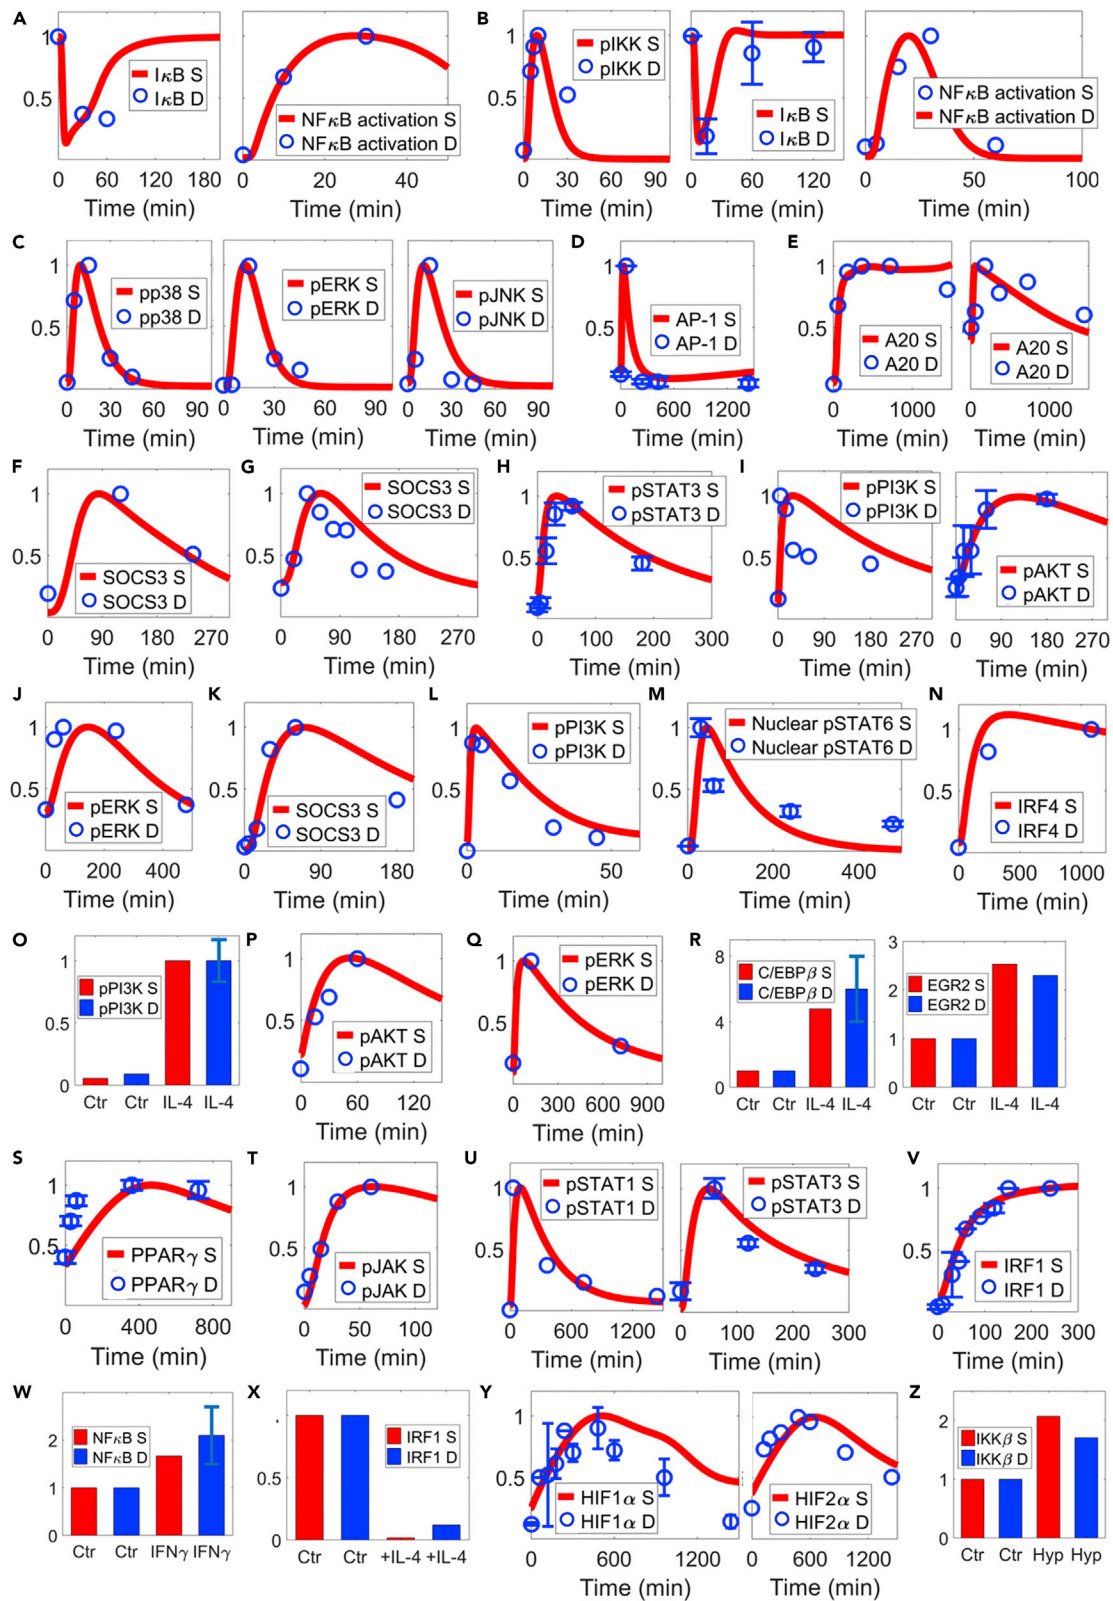 A
1
0.5
IκB S
IκB D
0 60 120 180
Time (min)
NFκB activation S
NFκB activation D
0 20 40
Time (min)
B
1
0.5
pIKK S
pIKK D
0 30 60 90
Time (min)
IκB S
IκB D
0 60 120
Time (min)
NFκB activation S
NFκB activation D
0 50 100
Time (min)
C
1
0.5
pp38 S
pp38 D
0 30 60 90
Time (min)
pERK S
pERK D
0 30 60 90
Time (min)
pJNK S
pJNK D
0 30 60 90
Time (min)
D
1
0.5
AP-1 S
AP-1 D
0 600 1200
Time (min)
E
1
0.5
A20 S
A20 D
0 1000
Time (min)
A20 S
A20 D
0 1000
Time (min)
F
1
0.5
SOCS3 S
SOCS3 D
0 90 180 270
Time (min)
G
1
0.5
SOCS3 S
SOCS3 D
0 90 180 270
Time (min)
H
1
0.5
pSTAT3 S
pSTAT3 D
0 100 200 300
Time (min)
I
1
0.5
pPI3K S
pPI3K D
0 90 180 270
Time (min)
pAKT S
pAKT D
0 90 180 270
Time (min)
J
1
0.5
pERK S
pERK D
0 200 400
Time (min)
K
1
0.5
SOCS3 S
SOCS3 D
0 90 180
Time (min)
L
1
0.5
pPI3K S
pPI3K D
0 50
Time (min)
M
1
0.5
Nuclear pSTAT6 S
Nuclear pSTAT6 D
0 200 400
Time (min)
N
1
0.5
IRF4 S
IRF4 D
0 500 1000
Time (min)
O
1
0.5
0
pPI3K S
pPI3K D
Ctr Ctr IL-4 IL-4
P
1
0.5
pAKT S
pAKT D
0 60 120
Time (min)
Q
1
0.5
pERK S
pERK D
0 300 600 900
Time (min)
R
8
4
0
C/EBPβ S
C/EBPβ D
Ctr Ctr IL-4 IL-4
3
2
1
0
EGR2 S
EGR2 D
Ctr Ctr IL-4 IL-4
S
1
0.5
PPARγ S
PPARγ D
0 400 800
Time (min)
T
1
0.5
pJAK S
pJAK D
0 100
Time (min)
U
1
0.5
pSTAT1 S
pSTAT1 D
0 600 1200
Time (min)
pSTAT3 S
pSTAT3 D
0 100 200 300
Time (min)
V
1
0.5
IRF1 S
IRF1 D
0 100 200 300
Time (min)
W
2
1
0
NFκB S
NFκB D
Ctr Ctr IFNγ IFNγ
X
0.5
0
IRF1 S
IRF1 D
Ctr Ctr +IL-4 +IL-4
Y
1
0.5
HIF1α S
HIF1α D
0 600 1200
Time (min)
HIF2α S
HIF2α D
0 600 1200
Time (min)
Z
2
1
0
IKKβ S
IKKβ D
Ctr Ctr Hyp Hyp